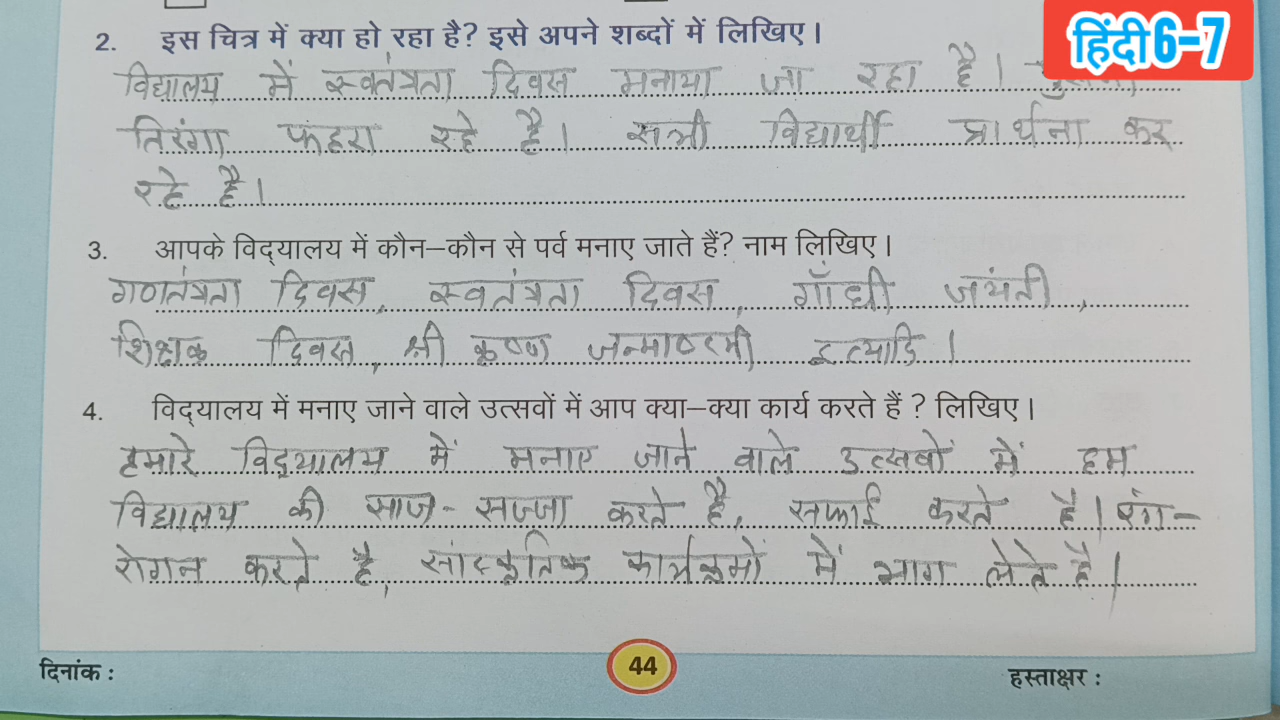 हिंदी 6-7
2. इस चित्र में क्या हो रहा है? इसे अपने शब्दों में लिखिए।
विद्यालय में स्वतंत्रता दिवस मनाया जा रहा है।
तिरंगा फहरा रहे है। सभी विद्यार्थी प्रार्थना कर
रहे है।
3. आपके विद्‌यालय में कौन–कौन से पर्व मनाए जाते हैं? नाम लिखिए।
गणतंत्रता दिवस, स्वतंत्रता दिवस, गाँधी जयंती,
शिक्षक दिवस, श्री कृष्ण जन्माष्टमी इत्यादि।
4. विद्‌यालय में मनाए जाने वाले उत्सवों में आप क्या–क्या कार्य करते हैं ? लिखिए।
हमारे विद्‌यालय में मनाए जाने वाले उत्सवों में हम
विद्यालय की साज-सज्जा करते है, सफाई करते है। रंग-
रोगन करते है, सांस्कृतिक कार्यक्रमों में भाग लेते है।
दिनांक :
44
हस्ताक्षर :